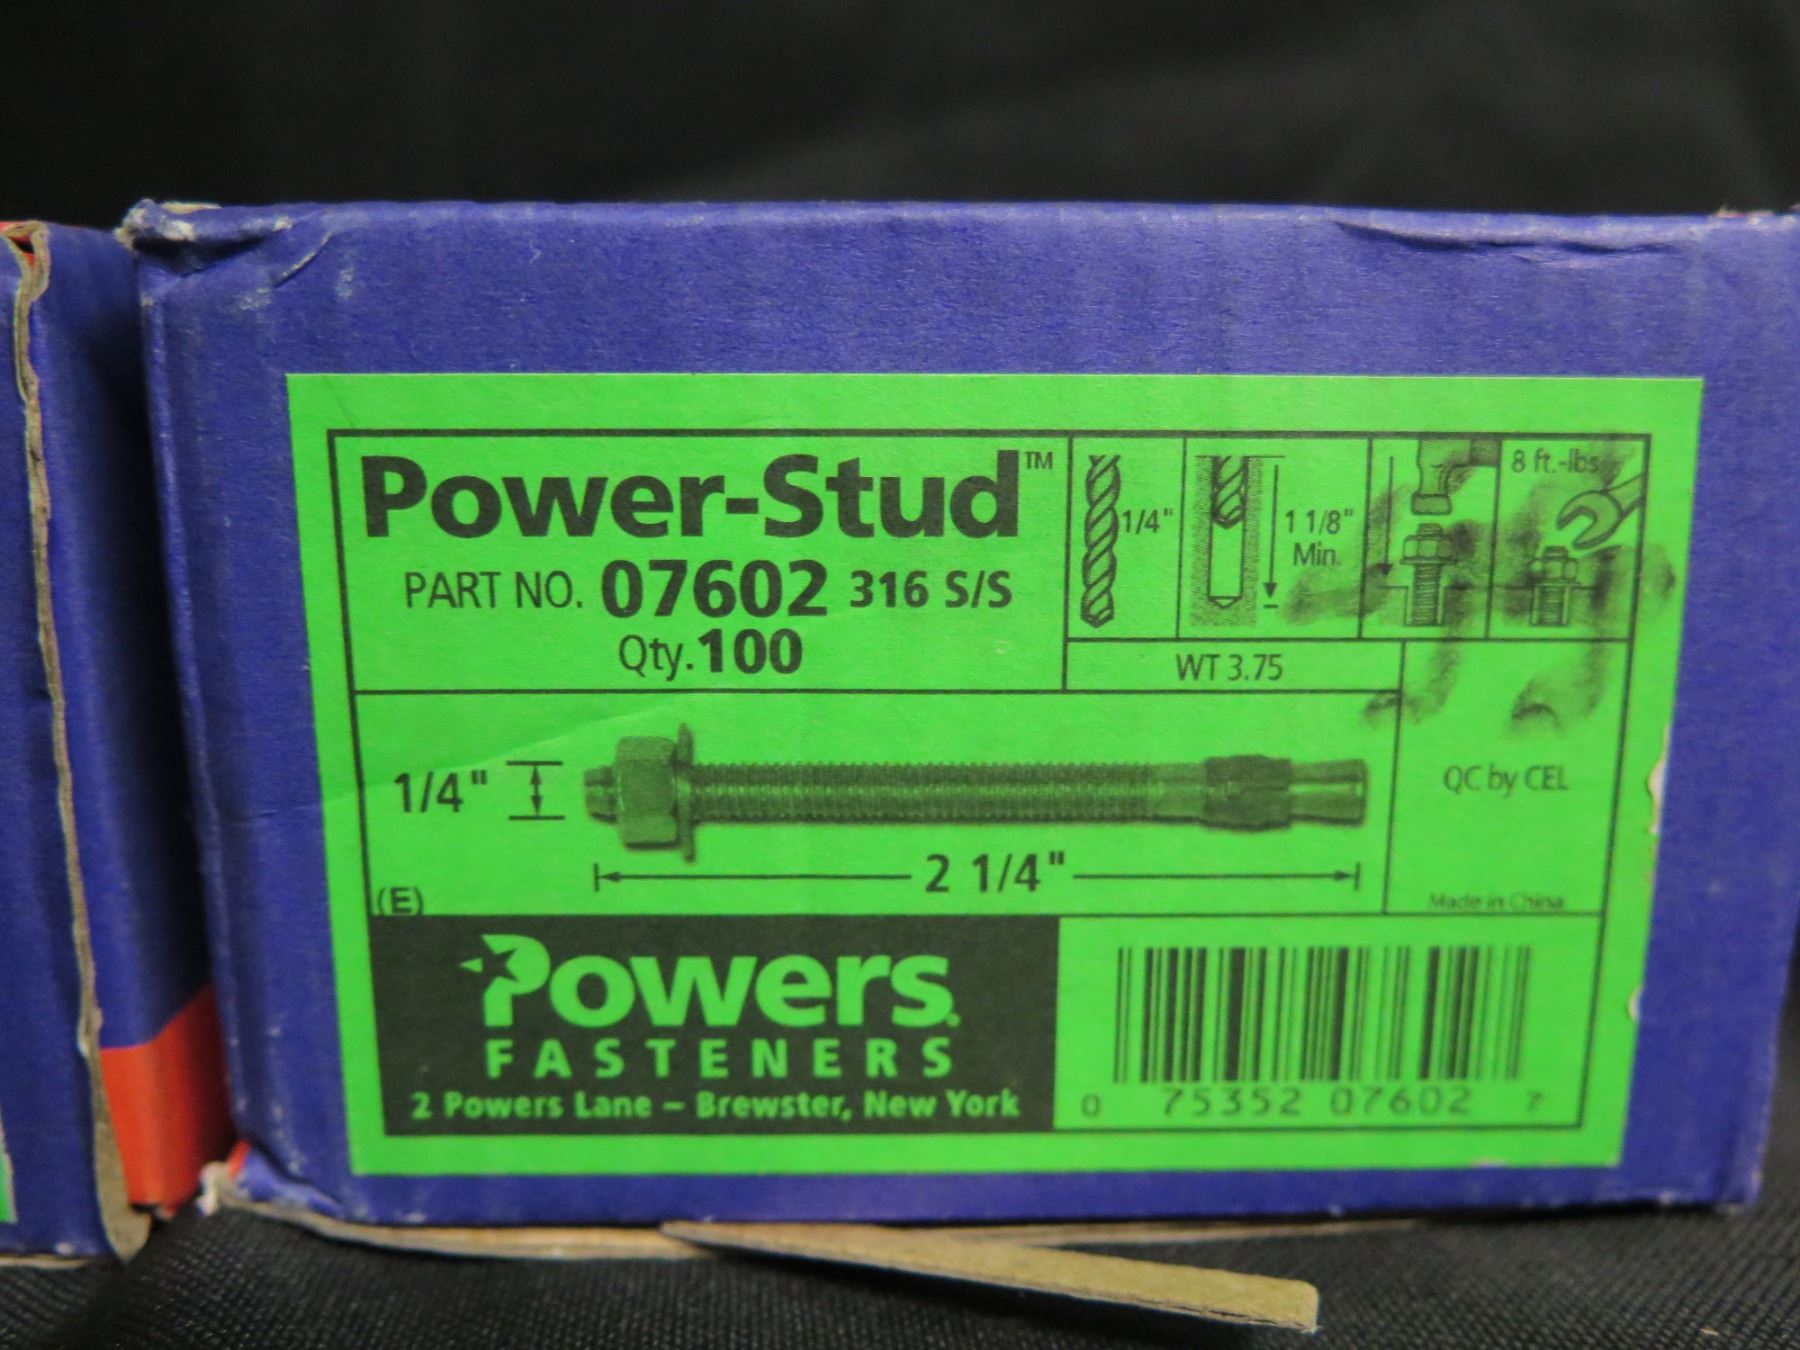 Power-Stud™
PART NO. 07602 316 S/S
Qty. 100
1/4"
1 1/8"
Min.
8 ft.-lbs.
WT 3.75
1/4"
2 1/4"
(E)
QC by CEL
Made in China
Powers
FASTENERS
2 Powers Lane – Brewster, New York
0 75352 07602 7